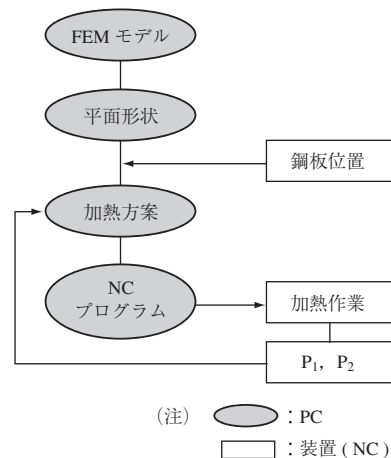 FEM モデル
平面形状
鋼板位置
加熱方案
NC
プログラム
加熱作業
P₁，P₂
（注） ：PC
：装置 ( NC )